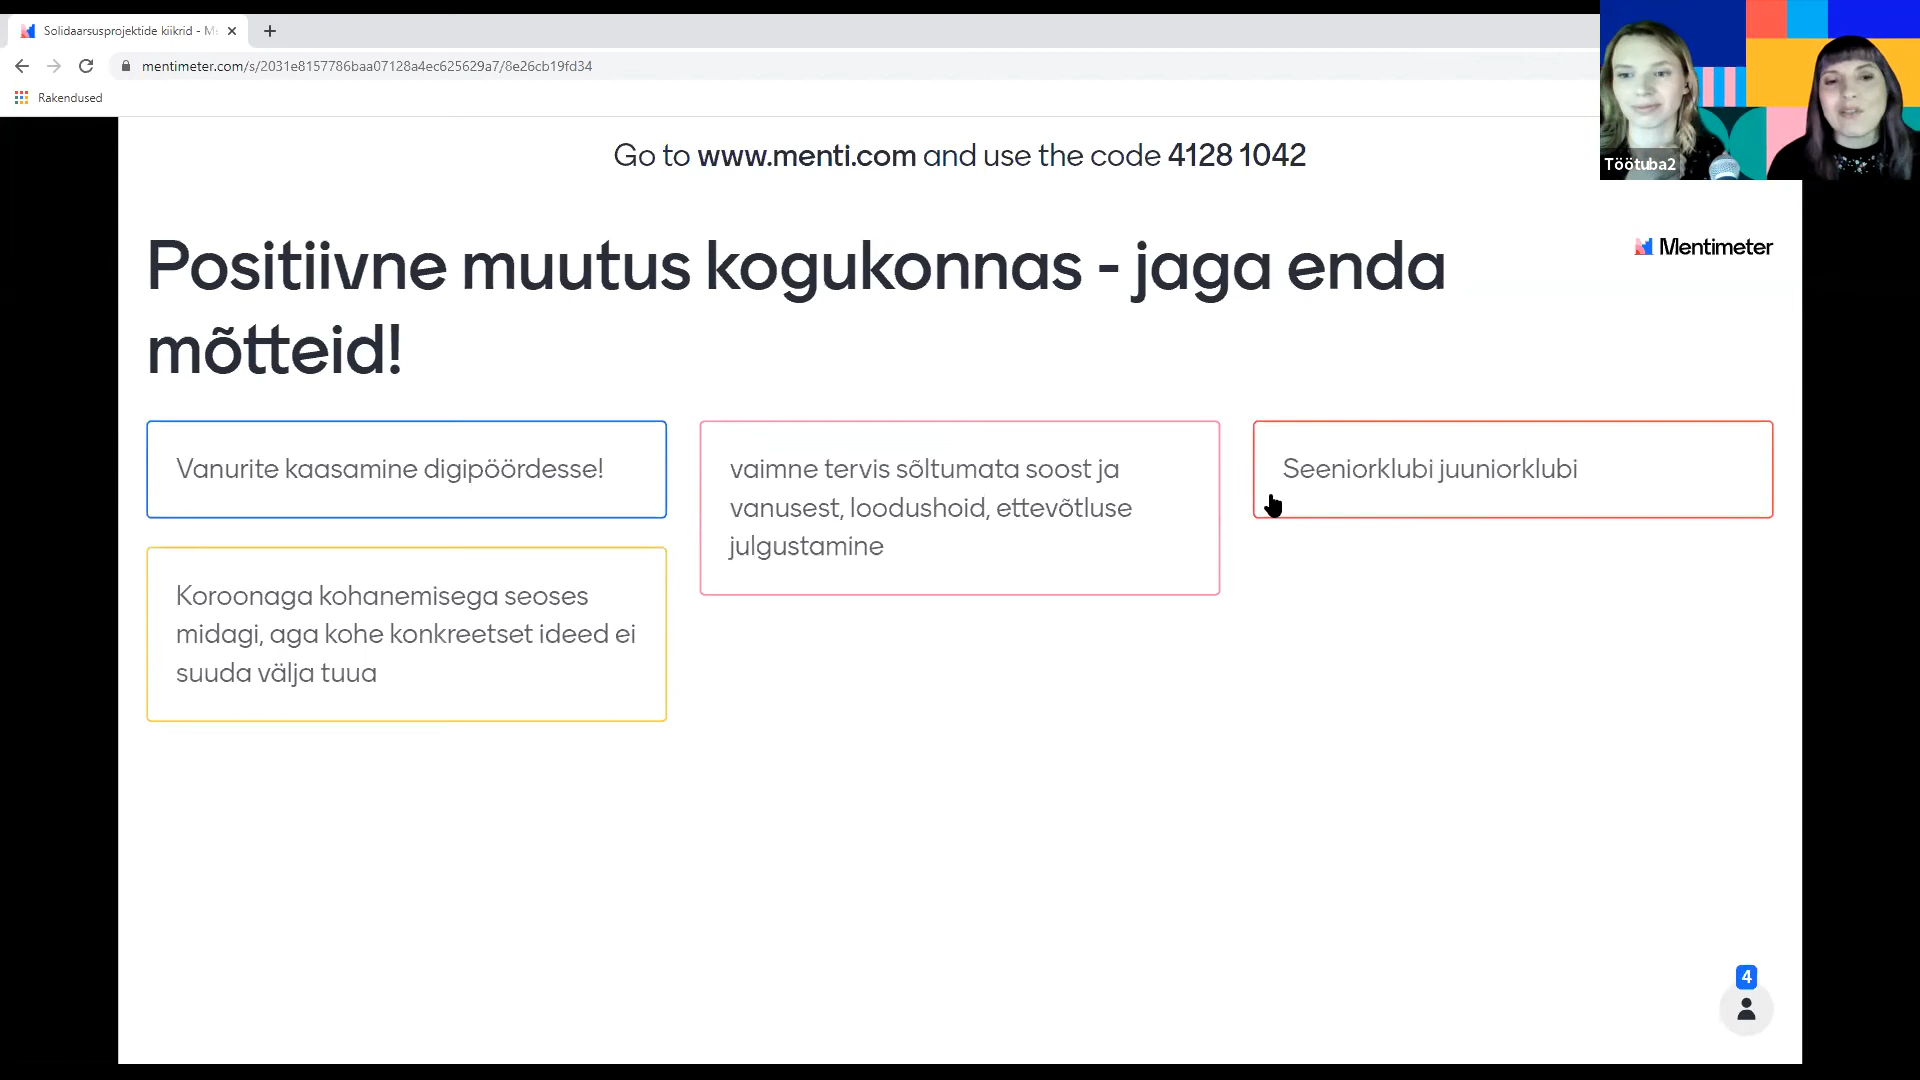 Solidaarsusprojektide kiikrid - M
mentimeter.com/s/2031e8157786baa07128a4ec625629a7/8e26cb19fd34
Rakendused
Go to www.menti.com and use the code 4128 1042
Töötuba2
Mentimeter
Positiivne muutus kogukonnas - jaga enda
mõtteid!
Vanurite kaasamine digipöördesse!
Koroonaga kohanemisega seoses
midagi, aga kohe konkreetset ideed ei
suuda välja tuua
vaimne tervis sõltumata soost ja
vanusest, loodushoid, ettevõtluse
julgustamine
Seeniorklubi juuniorklubi
4